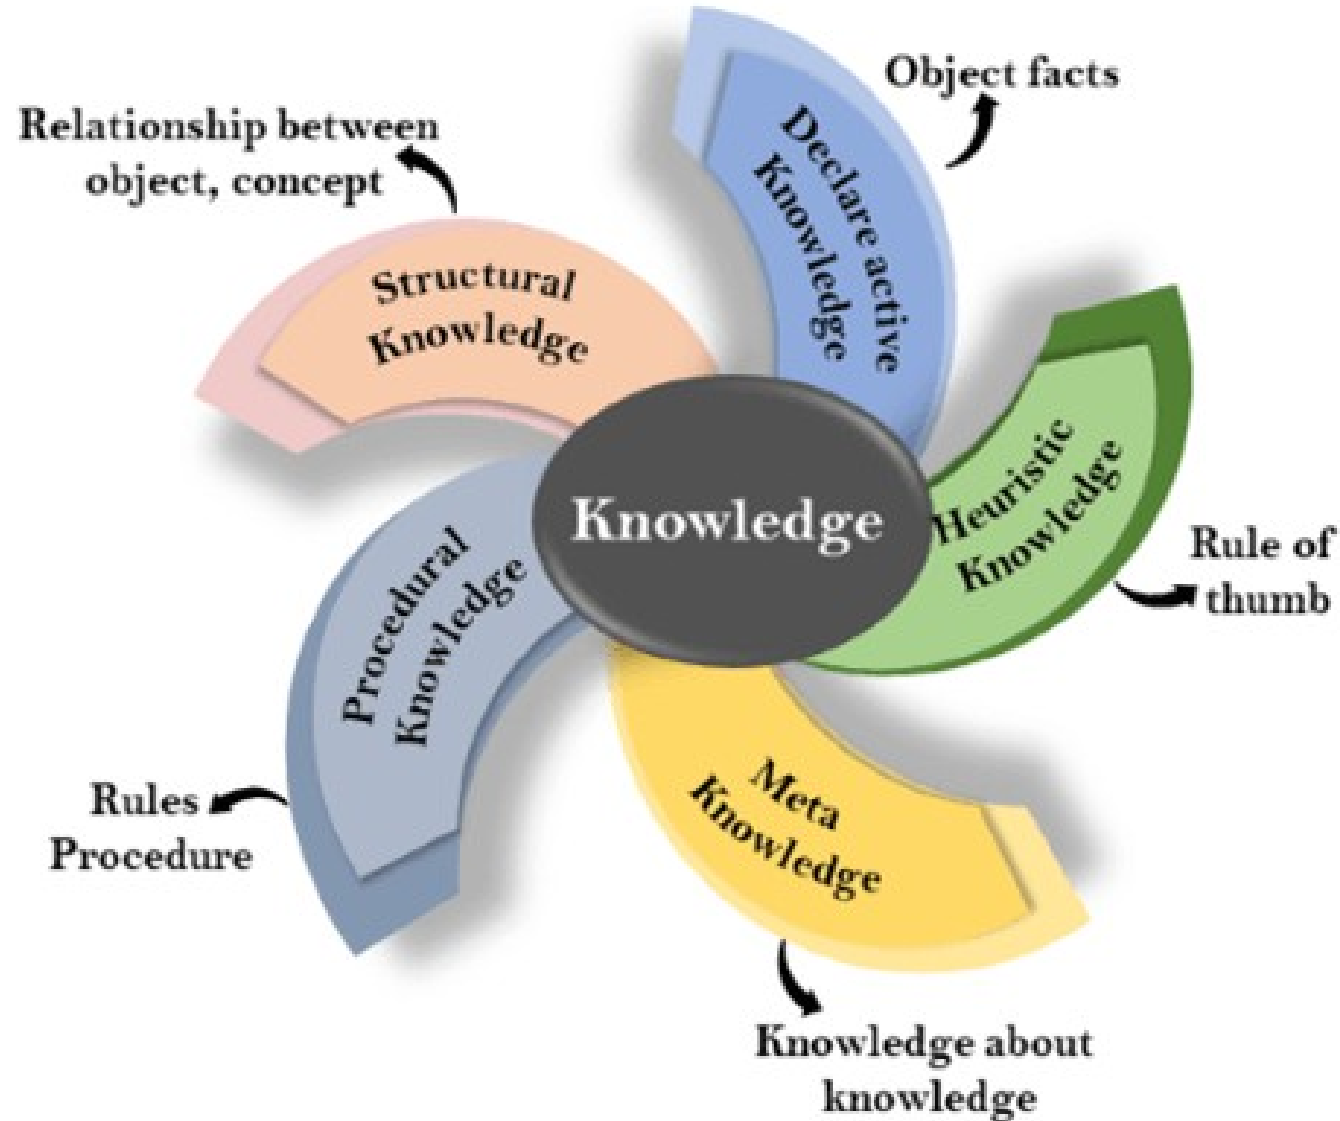 Object facts
Relationship between
object, concept
Declare active
Knowledge
Structural
Knowledge
Heuristic
Knowledge
Knowledge
Procedural
Knowledge
Rule of
thumb
Meta
Knowledge
Rules
Procedure
Knowledge about
knowledge